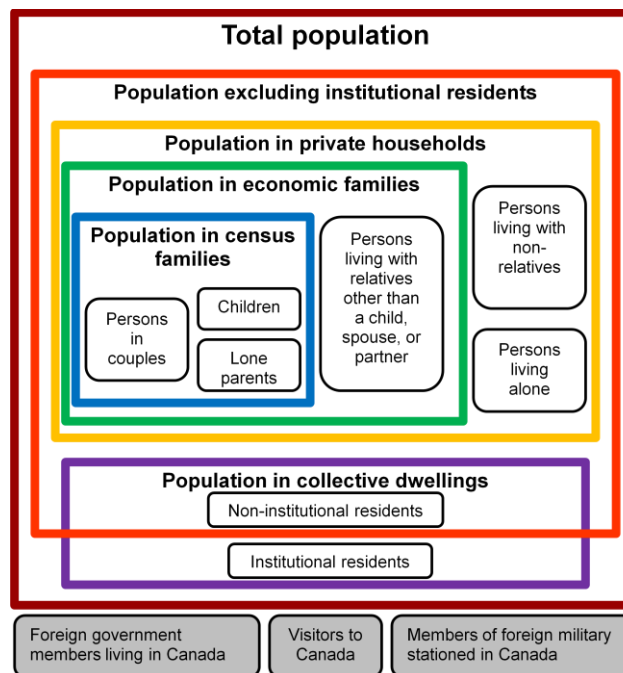 Total population
Population excluding institutional residents
Population in private households
Population in economic families
Population in census
families
Persons
in
couples
Children
Lone
parents
Persons
living with
relatives
other than
a child,
spouse, or
partner
Persons
living with
non-
relatives
Persons
living
alone
Population in collective dwellings
Non-institutional residents
Institutional residents
Foreign government
members living in Canada
Visitors to
Canada
Members of foreign military
stationed in Canada